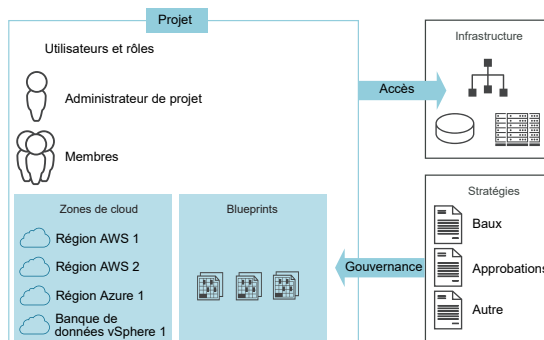 Projet
Utilisateurs et rôles
Administrateur de projet
Membres
Zones de cloud
Région AWS 1
Région AWS 2
Région Azure 1
Banque de
données vSphere 1
Blueprints
Accès
Gouvernance
Infrastructure
Stratégies
Baux
Approbations
Autre